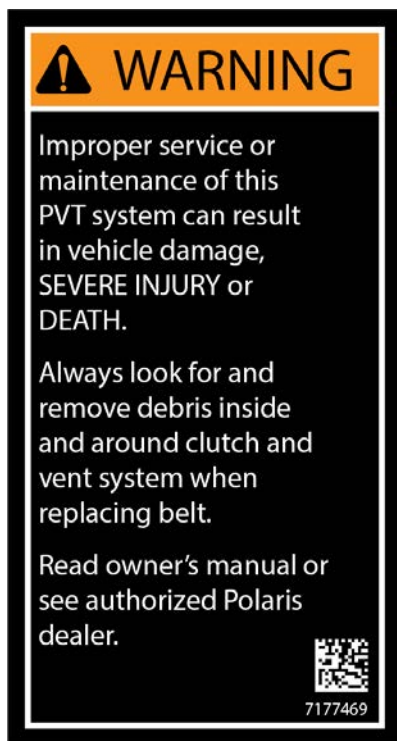 WARNING
Improper service or
maintenance of this
PVT system can result
in vehicle damage,
SEVERE INJURY or
DEATH.
Always look for and
remove debris inside
and around clutch and
vent system when
replacing belt.
Read owner's manual or
see authorized Polaris
dealer.
7177469